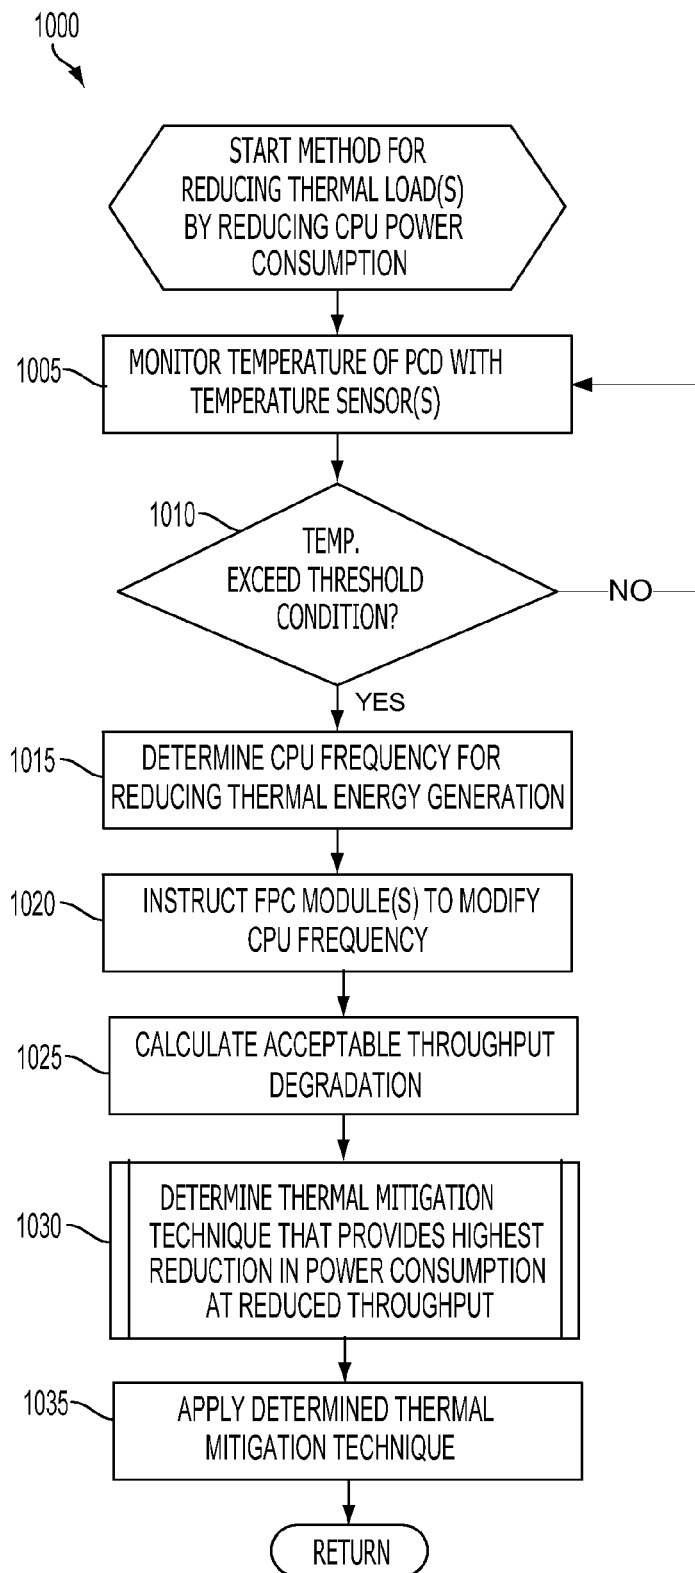 1000
START METHOD FOR
REDUCING THERMAL LOAD(S)
BY REDUCING CPU POWER
CONSUMPTION
1005
MONITOR TEMPERATURE OF PCD WITH
TEMPERATURE SENSOR(S)
1010
TEMP.
EXCEED THRESHOLD
CONDITION?
NO
YES
1015
DETERMINE CPU FREQUENCY FOR
REDUCING THERMAL ENERGY GENERATION
1020
INSTRUCT FPC MODULE(S) TO MODIFY
CPU FREQUENCY
1025
CALCULATE ACCEPTABLE THROUGHPUT
DEGRADATION
1030
DETERMINE THERMAL MITIGATION
TECHNIQUE THAT PROVIDES HIGHEST
REDUCTION IN POWER CONSUMPTION
AT REDUCED THROUGHPUT
1035
APPLY DETERMINED THERMAL
MITIGATION TECHNIQUE
RETURN